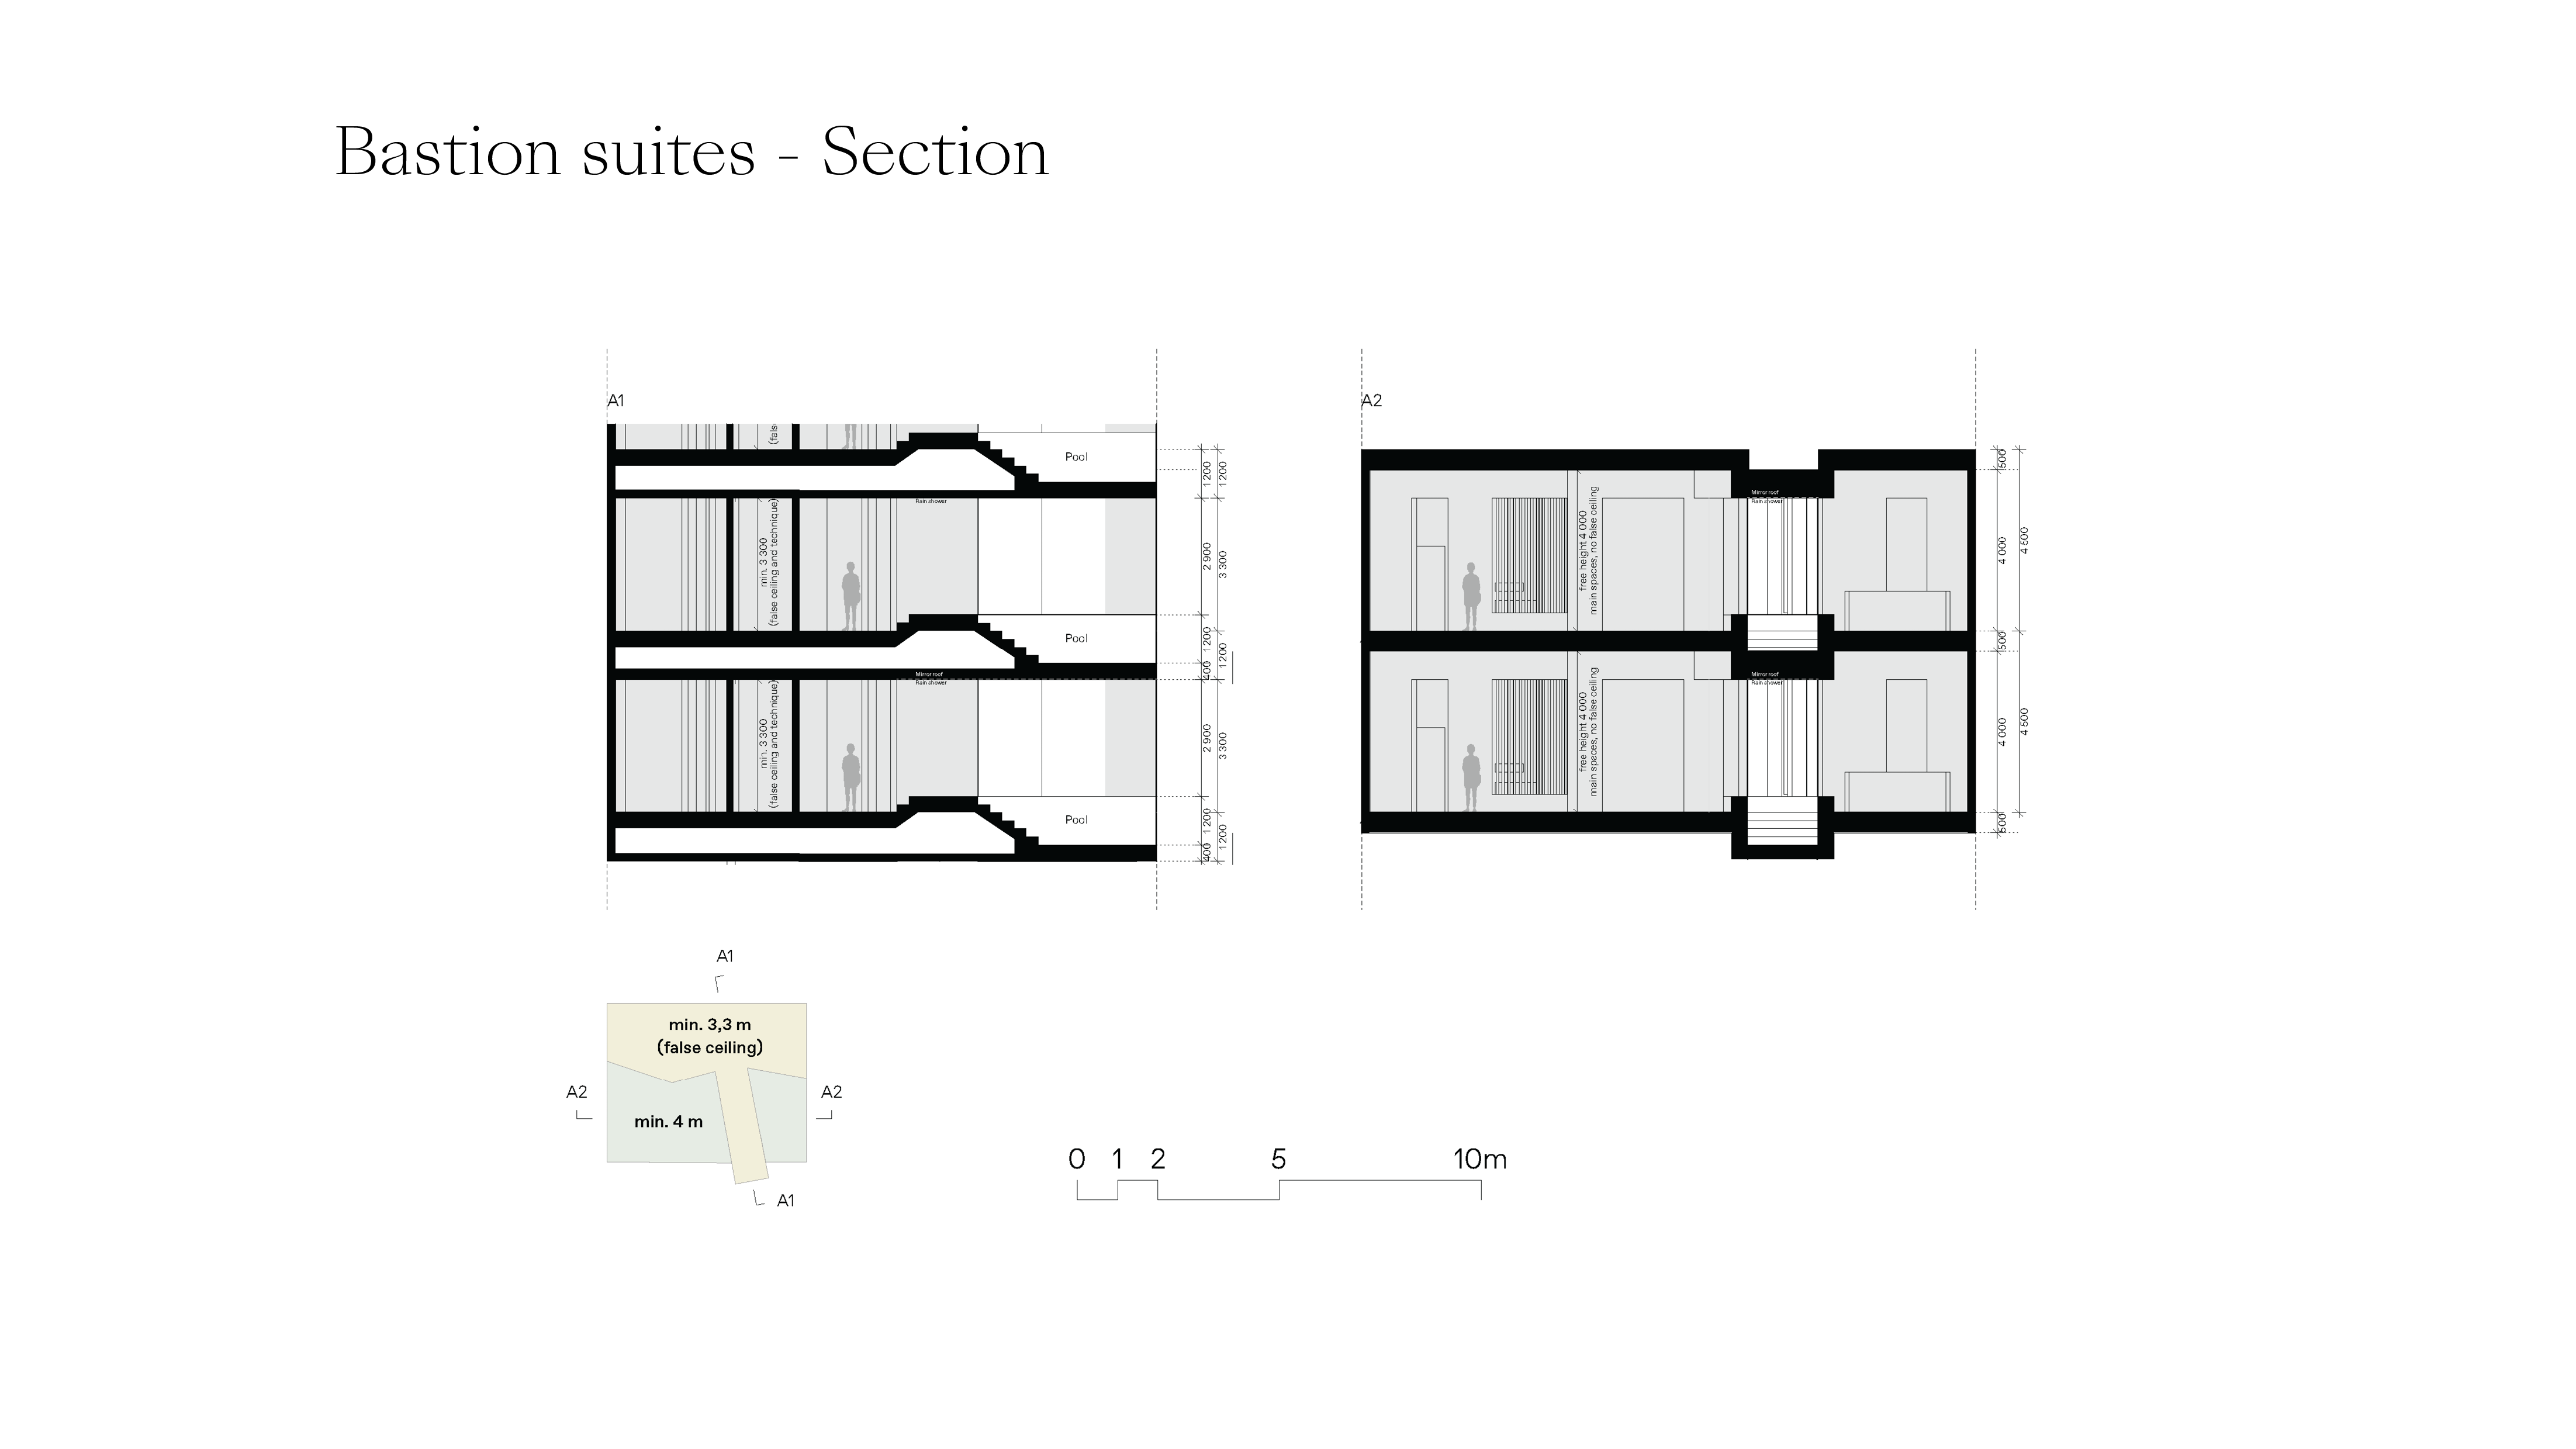 Bastion suites - Section
A1
(fals
Pool
1200
1200
Rain shower
min. 3 300
(false ceiling and technique)
2 900
3 300
Pool
1200
1200
400
Mirror roof
Rain shower
min. 3 300
(false ceiling and technique)
2 900
3 300
Pool
1200
1200
400
A2
500
Mirror roof
Rain shower
free height 4 000
main spaces, no false ceiling
4 000
4 500
500
Mirror roof
Rain shower
free height 4 000
main spaces, no false ceiling
4 000
4 500
500
A1
min. 3,3 m
(false ceiling)
A2
A2
min. 4 m
A1
0 1 2 5 10m